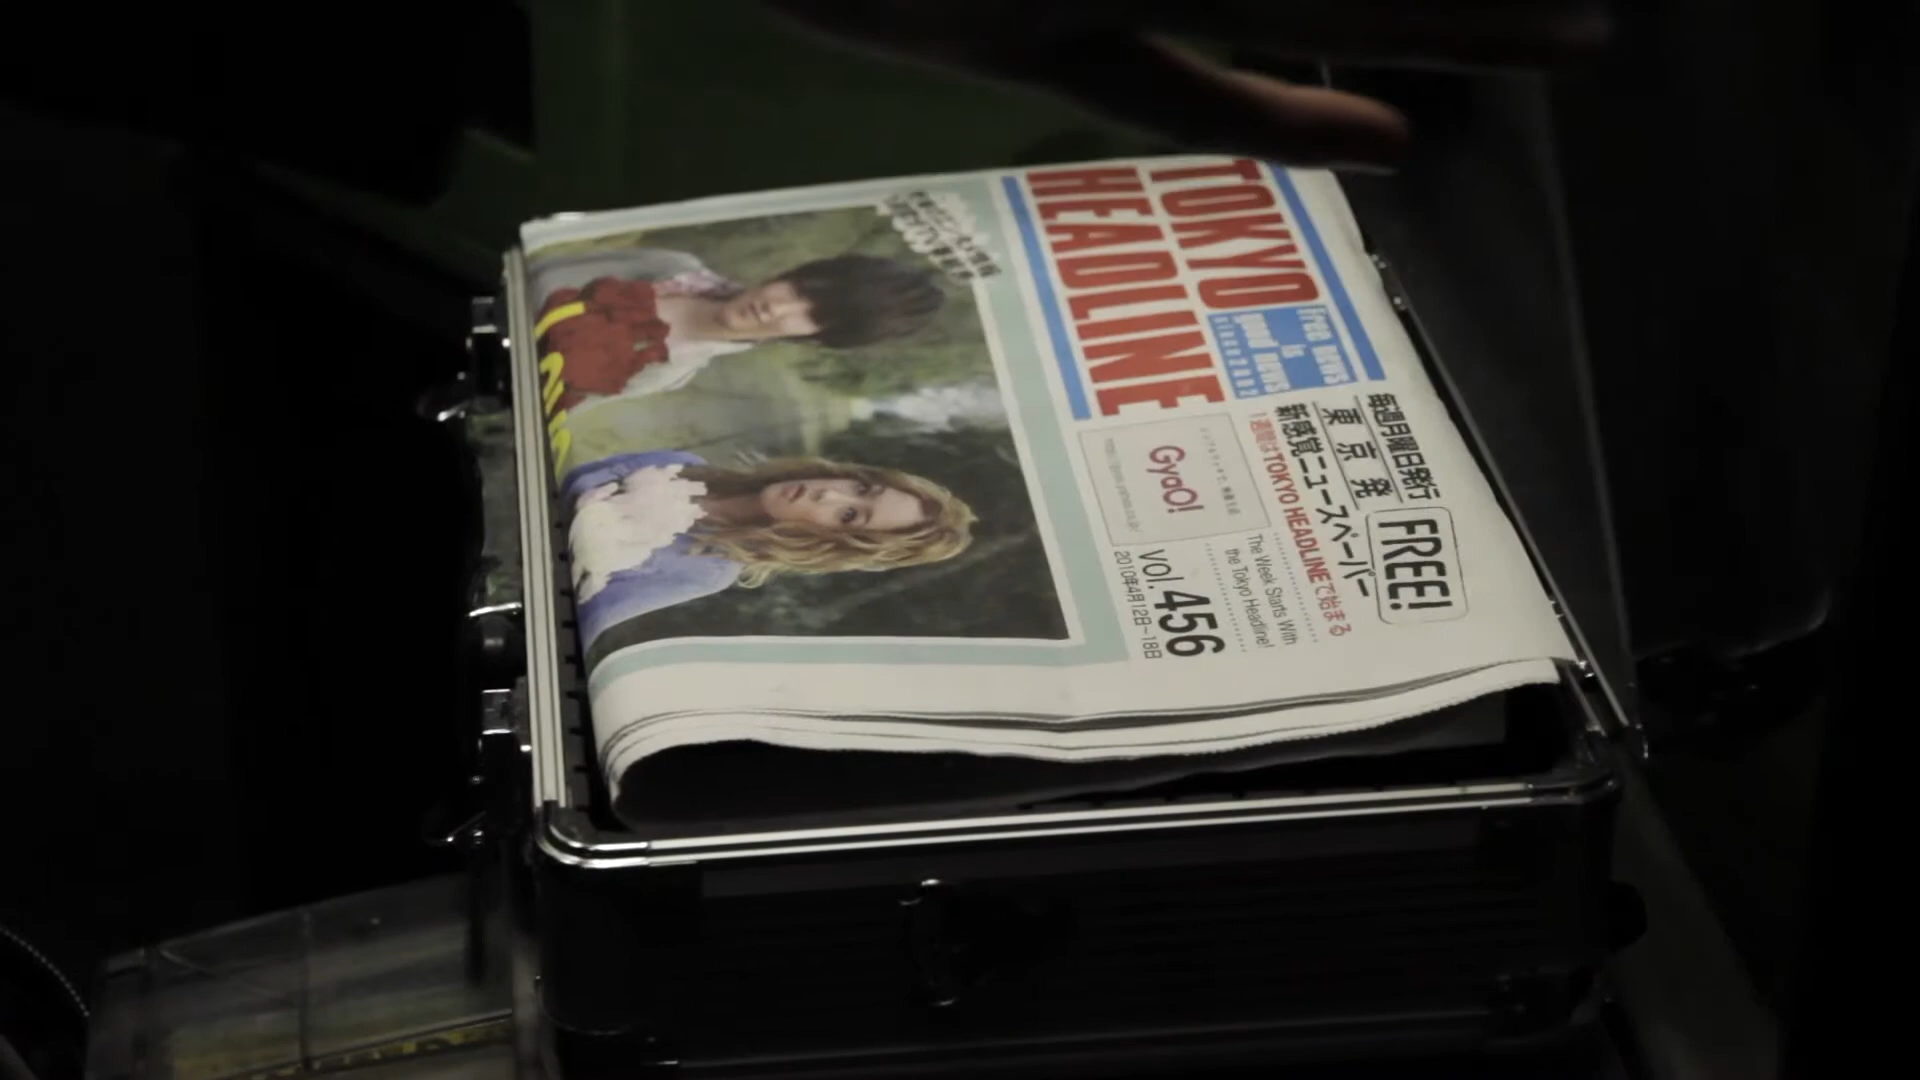 TOKYO
HEADLINE
free news
is
good news
since2002
毎週月曜日発行
東京発
新感覚ニュースペーパー
1週間はTOKYO HEADLINEで始まる
FREE!
GyaO!
The Week Starts With
the Tokyo Headline!
vol.456
2010年4月12日~18日